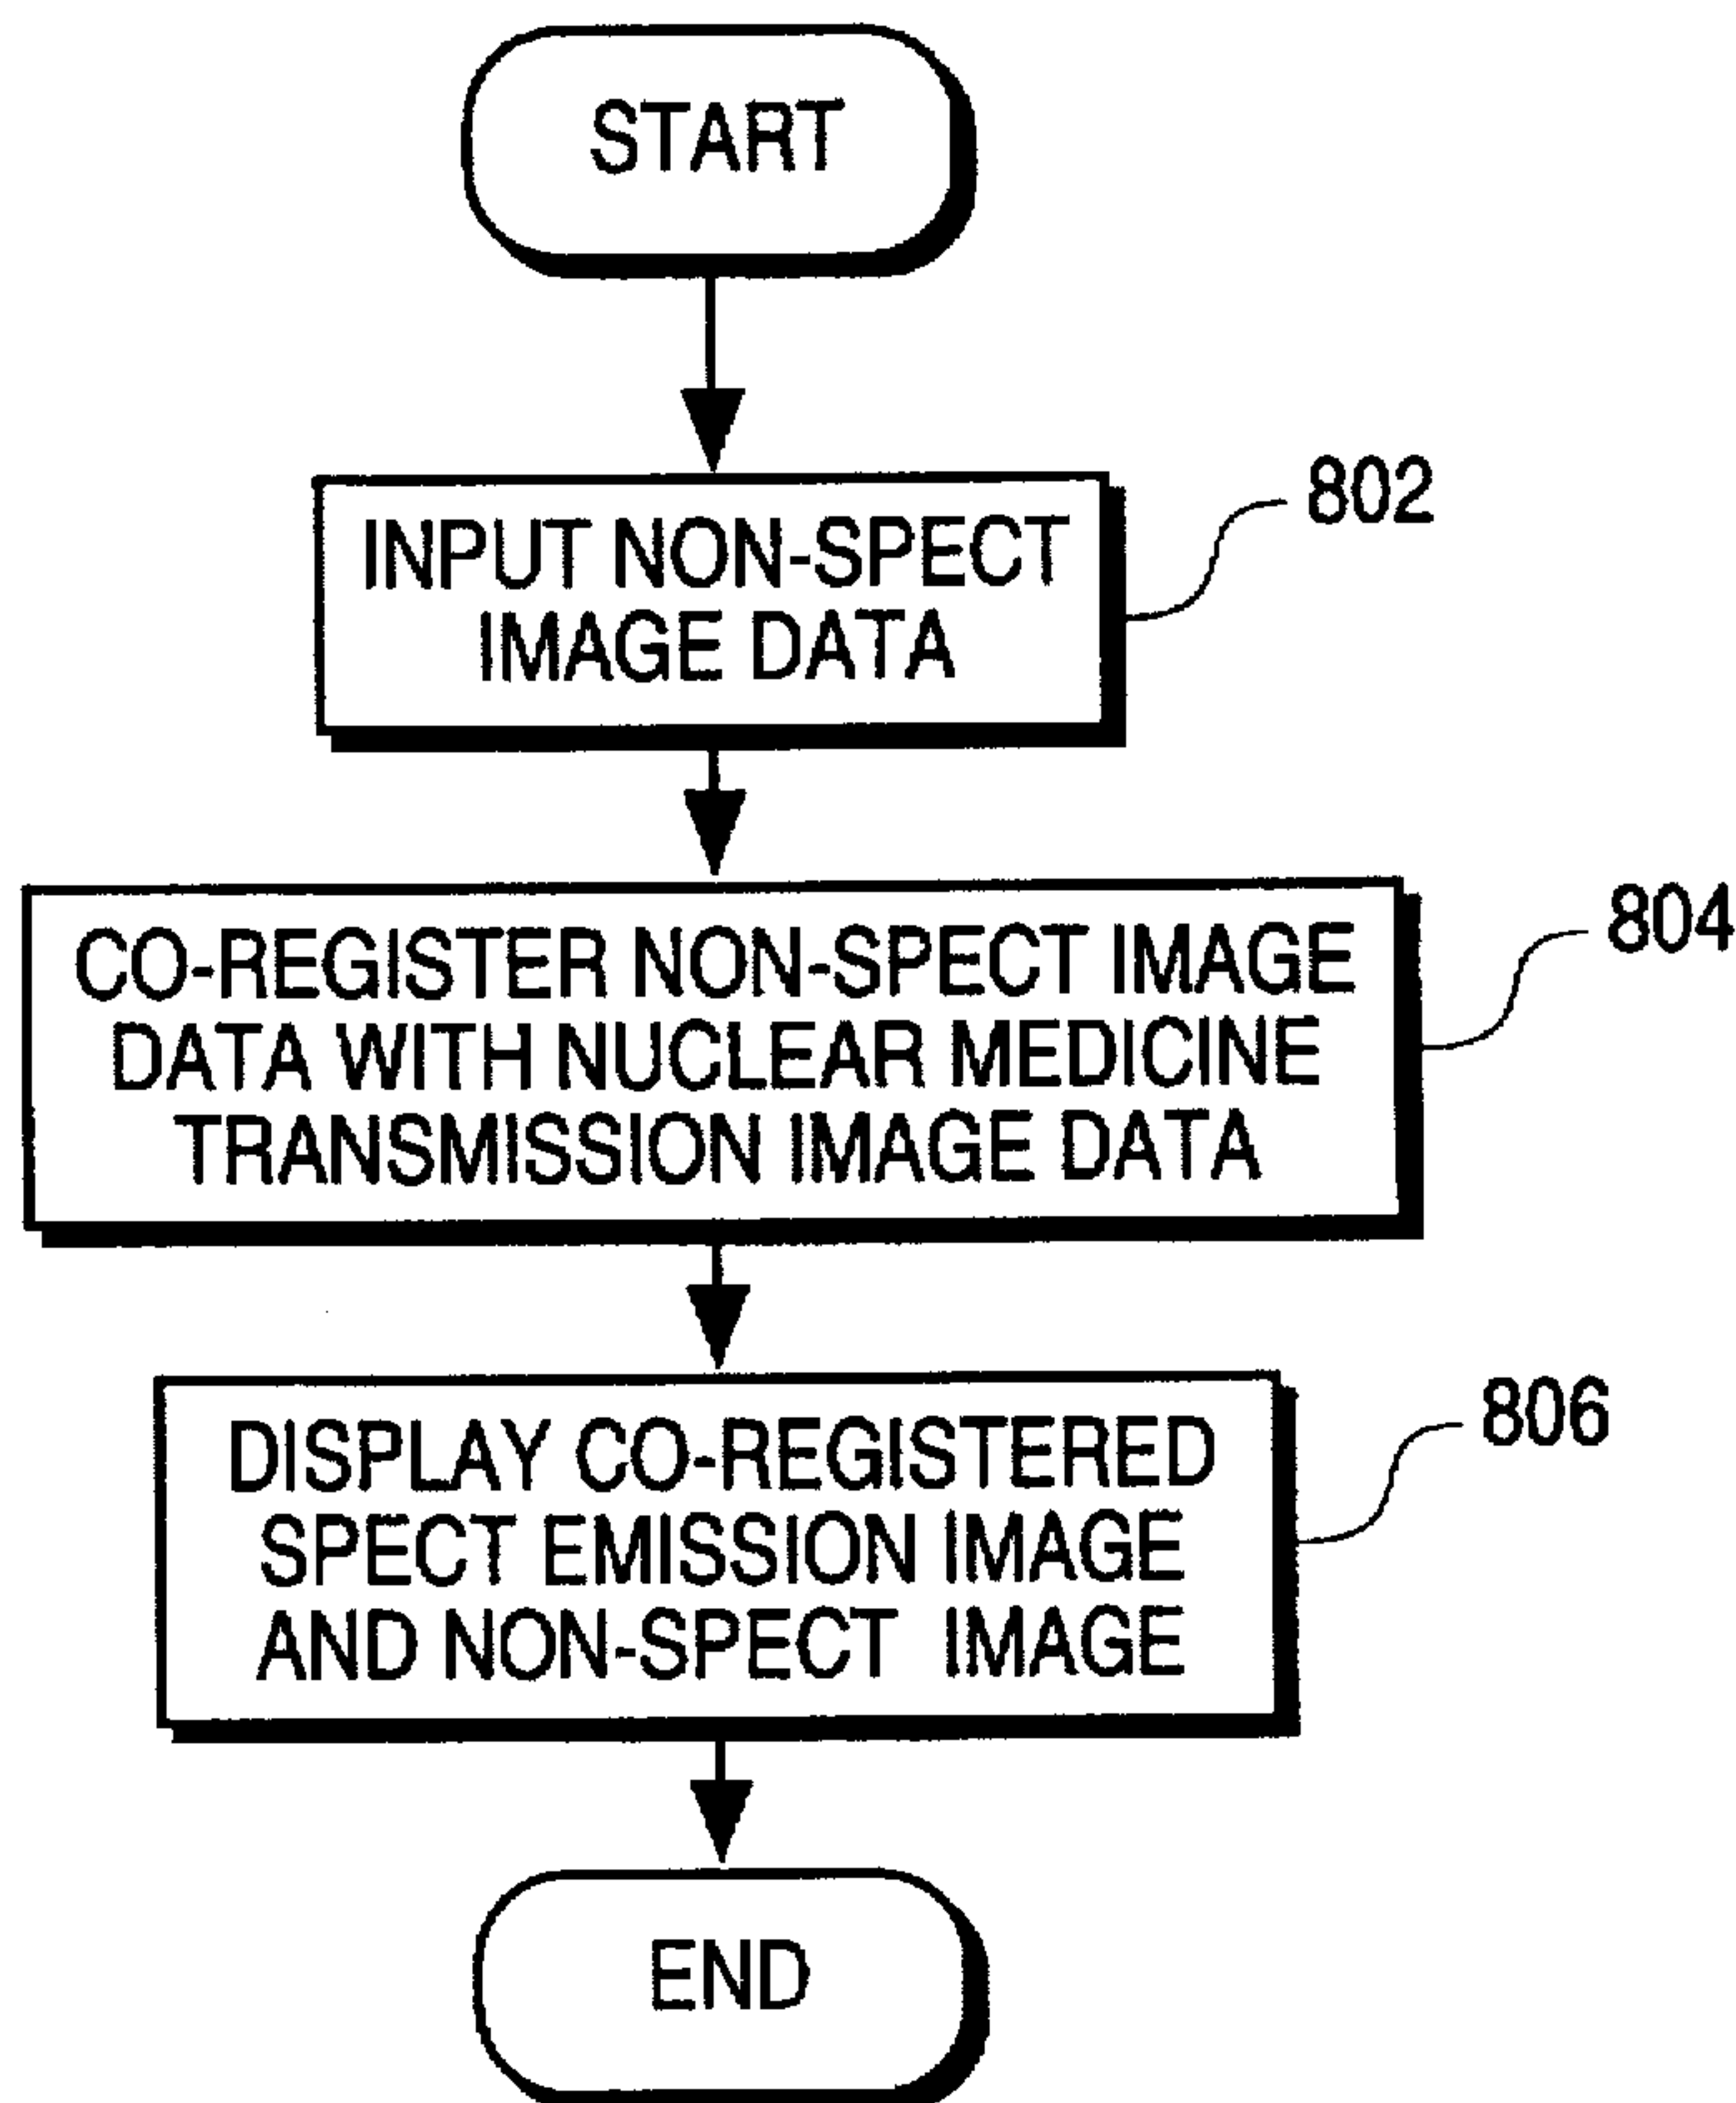 START
INPUT NON-SPECT
IMAGE DATA
802
CO-REGISTER NON-SPECT IMAGE
DATA WITH NUCLEAR MEDICINE
TRANSMISSION IMAGE DATA
804
DISPLAY CO-REGISTERED
SPECT EMISSION IMAGE
AND NON-SPECT IMAGE
806
END